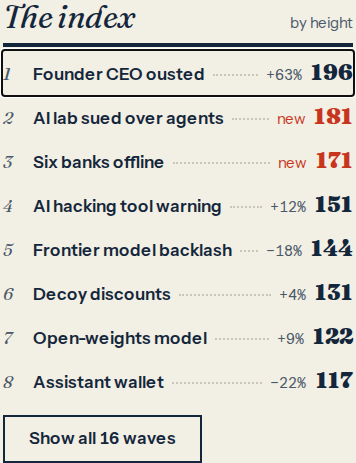 The index by height
1 Founder CEO ousted +63% 196
2 AI lab sued over agents new 181
3 Six banks offline new 171
4 AI hacking tool warning +12% 151
5 Frontier model backlash −18% 144
6 Decoy discounts +4% 131
7 Open-weights model +9% 122
8 Assistant wallet −22% 117
Show all 16 waves